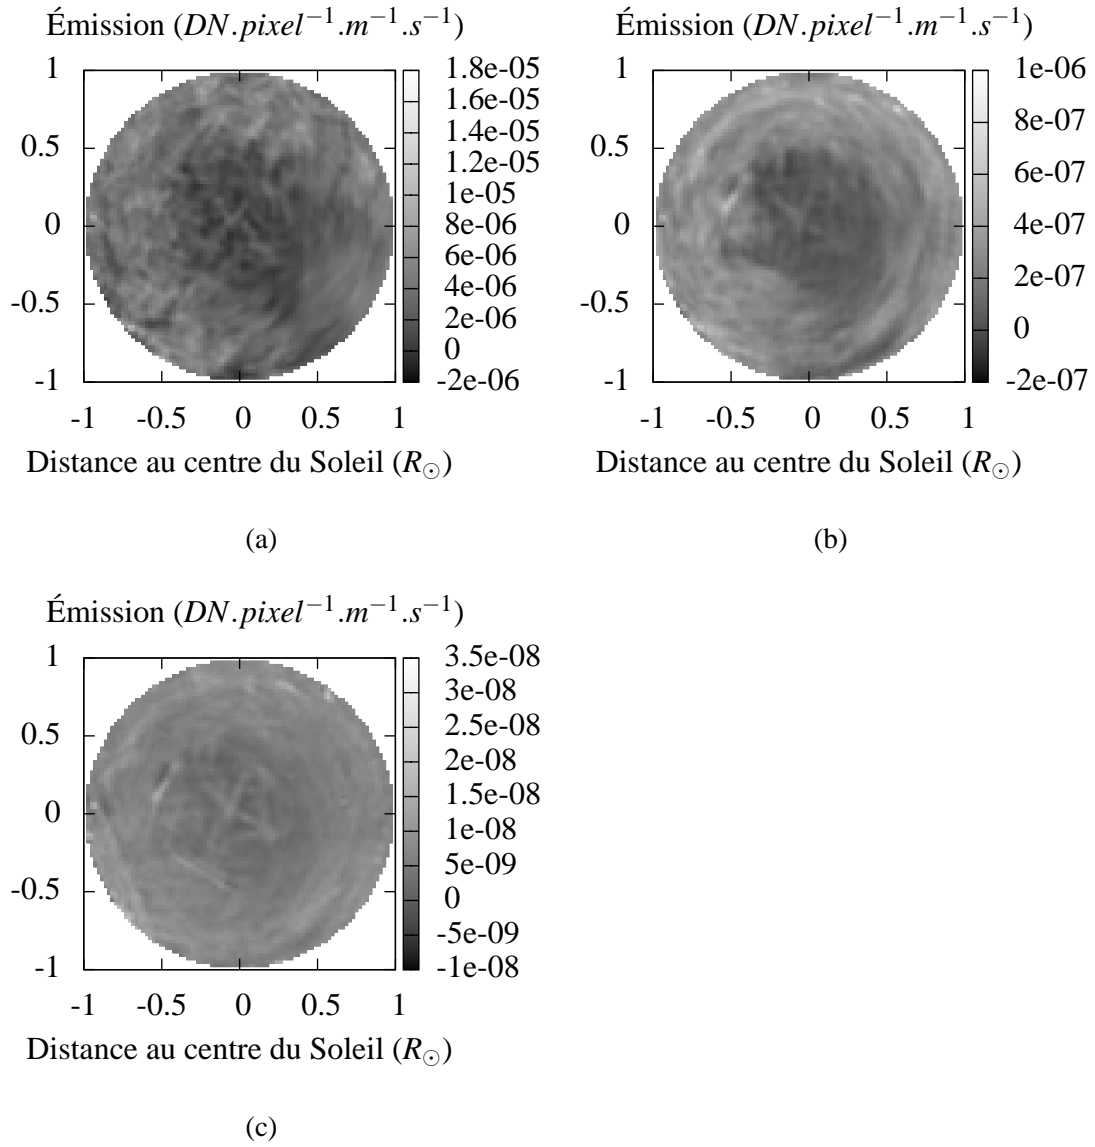 Émission (DN.pixel⁻¹.m⁻¹.s⁻¹)
1
0.5
0
-0.5
-1
-1 -0.5 0 0.5 1
1.8e-05
1.6e-05
1.4e-05
1.2e-05
1e-05
8e-06
6e-06
4e-06
2e-06
0
-2e-06
Distance au centre du Soleil (R☉)
(a)
Émission (DN.pixel⁻¹.m⁻¹.s⁻¹)
1
0.5
0
-0.5
-1
-1 -0.5 0 0.5 1
1e-06
8e-07
6e-07
4e-07
2e-07
0
-2e-07
Distance au centre du Soleil (R☉)
(b)
Émission (DN.pixel⁻¹.m⁻¹.s⁻¹)
1
0.5
0
-0.5
-1
-1 -0.5 0 0.5 1
3.5e-08
3e-08
2.5e-08
2e-08
1.5e-08
1e-08
5e-09
0
-5e-09
-1e-08
Distance au centre du Soleil (R☉)
(c)